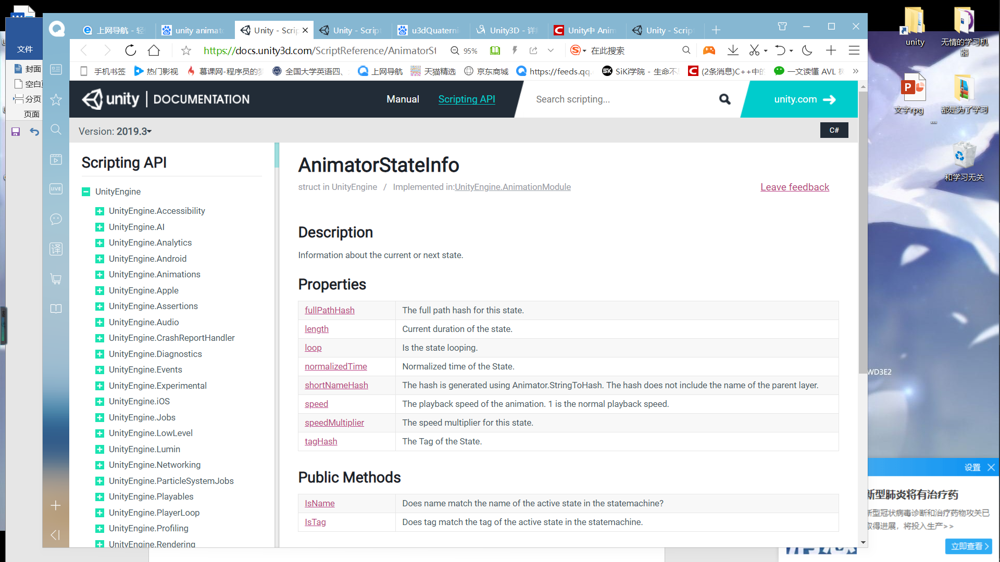 上网导航 - 轻
unity animato
Unity - Scrip
Unity - Script
u3dQuaterni
Unity3D - 详
Unity中 Anim
Unity - Script
文件
封面
空白
分页
页面
https://docs.unity3d.com/ScriptReference/AnimatorSt
95%
在此搜索
手机书签
热门影视
慕课网-程序员的梦
全国大学英语四、
上网导航
天猫精选
京东商城
https://feeds.qq.
SiKi学院 - 生命不
(2条消息)C++中的
一文读懂 AVL 树
unity
DOCUMENTATION
Manual
Scripting API
Search scripting...
unity.com
Version: 2019.3
C#
Scripting API
UnityEngine
UnityEngine.Accessibility
UnityEngine.AI
UnityEngine.Analytics
UnityEngine.Android
UnityEngine.Animations
UnityEngine.Apple
UnityEngine.Assertions
UnityEngine.Audio
UnityEngine.CrashReportHandler
UnityEngine.Diagnostics
UnityEngine.Events
UnityEngine.Experimental
UnityEngine.iOS
UnityEngine.Jobs
UnityEngine.LowLevel
UnityEngine.Lumin
UnityEngine.Networking
UnityEngine.ParticleSystemJobs
UnityEngine.Playables
UnityEngine.PlayerLoop
UnityEngine.Profiling
UnityEngine.Rendering
AnimatorStateInfo
struct in UnityEngine / Implemented in:UnityEngine.AnimationModule
Leave feedback
Description
Information about the current or next state.
Properties
fullPathHash The full path hash for this state.
length Current duration of the state.
loop Is the state looping.
normalizedTime Normalized time of the State.
shortNameHash The hash is generated using Animator.StringToHash. The hash does not include the name of the parent layer.
speed The playback speed of the animation. 1 is the normal playback speed.
speedMultiplier The speed multiplier for this state.
tagHash The Tag of the State.
Public Methods
IsName Does name match the name of the active state in the statemachine?
IsTag Does tag match the tag of the active state in the statemachine.
LIVE
译
unity
无情的学习机
器
文字rpg
都是为了学习
...
和学习无关
WD3E2
设置
新型肺炎将有治疗药
新型冠状病毒诊断和治疗药物攻关已
取得进展，将投入生产>>
立即查看>